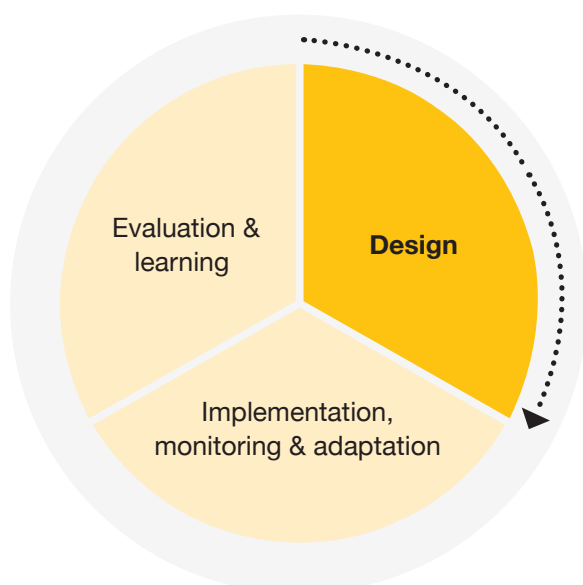 Design
Implementation,
monitoring & adaptation
Evaluation &
learning